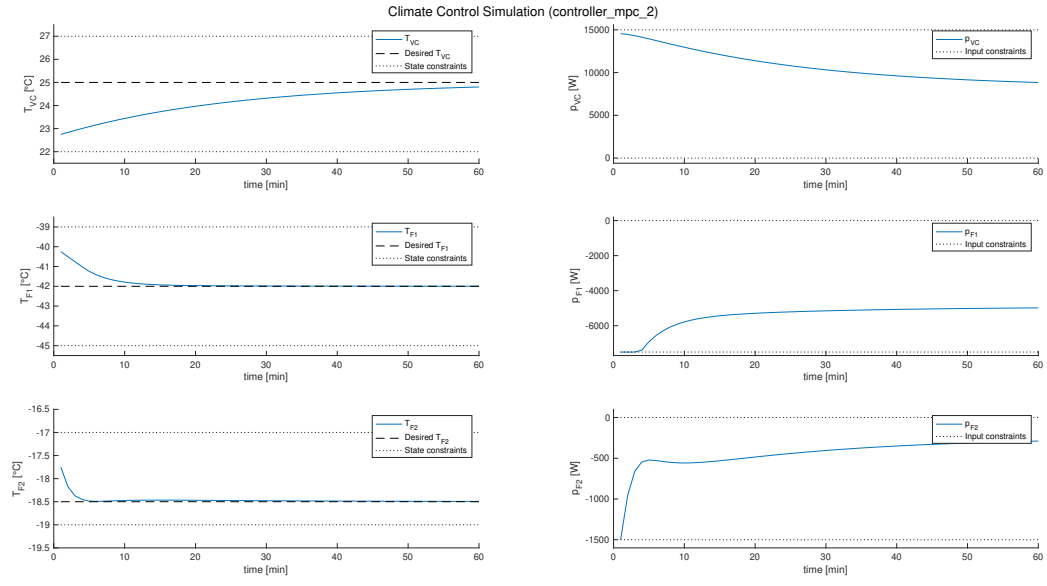 Climate Control Simulation (controller_mpc_2)
T_VC [°C]
27
26
25
24
23
22
T_VC
Desired T_VC
State constraints
0 10 20 30 40 50 60
time [min]
p_VC [W]
15000
10000
5000
0
p_VC
Input constraints
0 10 20 30 40 50 60
time [min]
T_F1 [°C]
-39
-40
-41
-42
-43
-44
-45
T_F1
Desired T_F1
State constraints
0 10 20 30 40 50 60
time [min]
p_F1 [W]
0
-2000
-4000
-6000
p_F1
Input constraints
0 10 20 30 40 50 60
time [min]
T_F2 [°C]
-16.5
-17
-17.5
-18
-18.5
-19
-19.5
T_F2
Desired T_F2
State constraints
0 10 20 30 40 50 60
time [min]
p_F2 [W]
0
-500
-1000
-1500
p_F2
Input constraints
0 10 20 30 40 50 60
time [min]